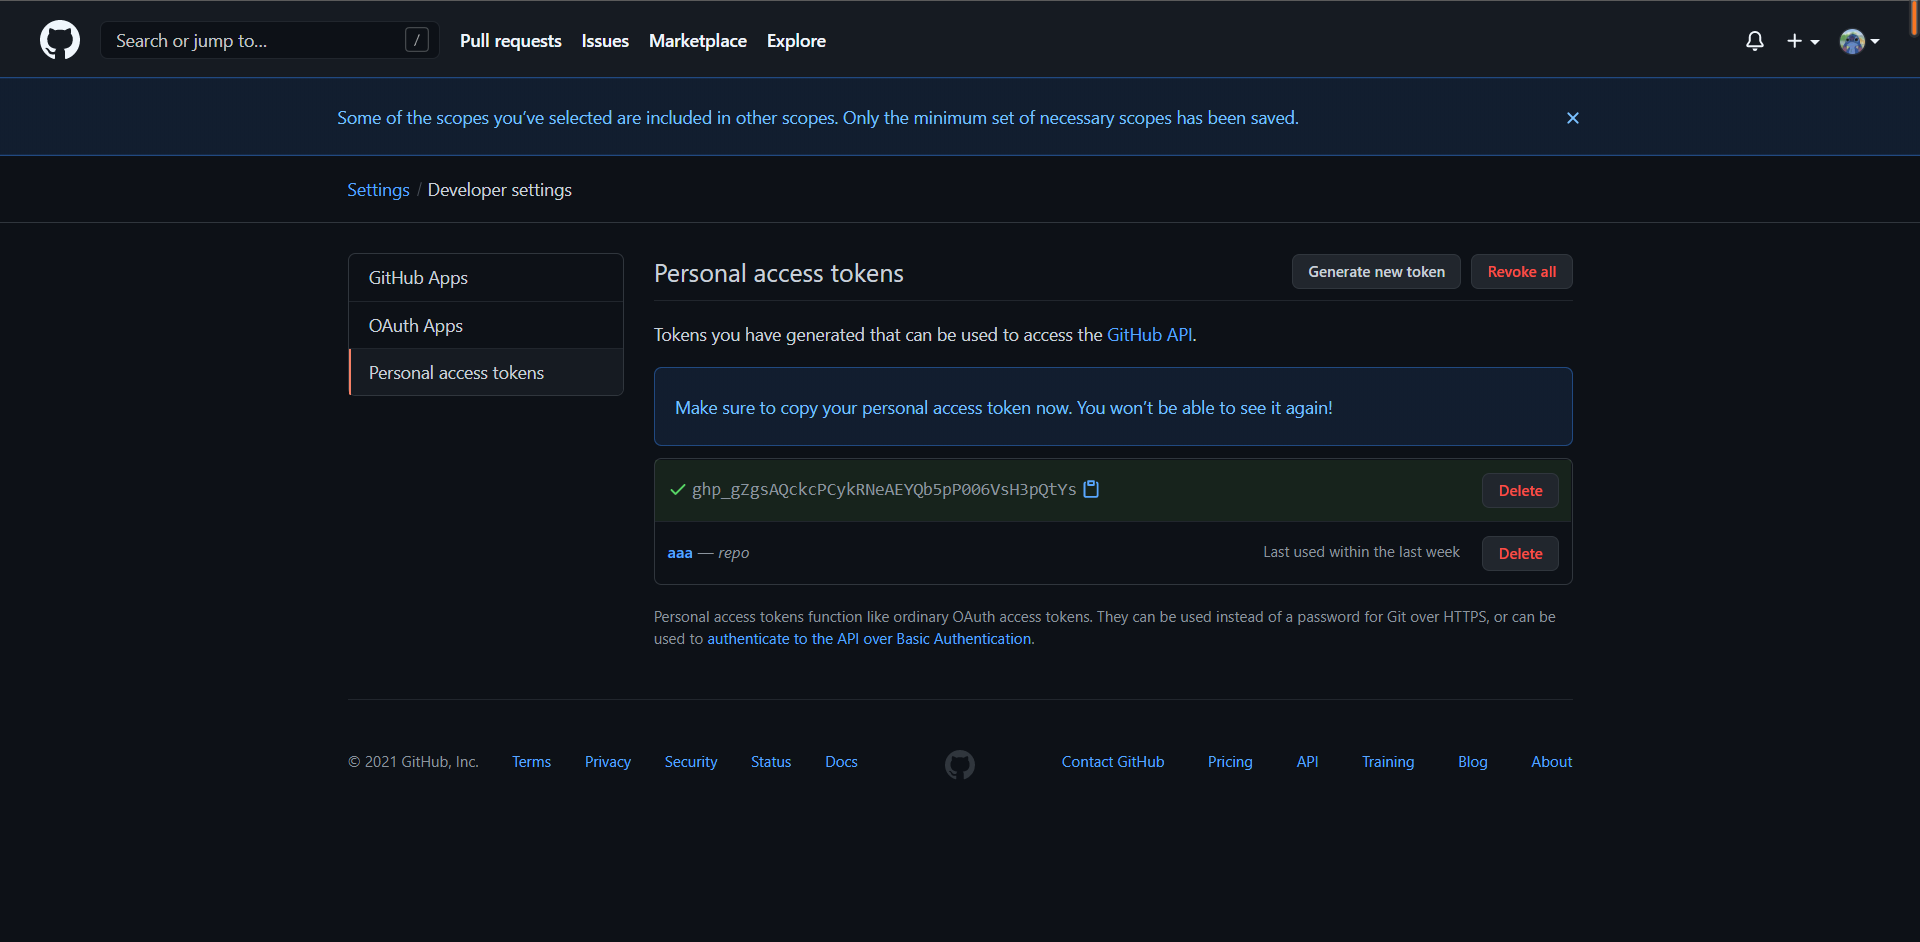 Search or jump to... /
Pull requests Issues Marketplace Explore
Some of the scopes you’ve selected are included in other scopes. Only the minimum set of necessary scopes has been saved.
Settings / Developer settings
GitHub Apps
OAuth Apps
Personal access tokens
Personal access tokens
Generate new token Revoke all
Tokens you have generated that can be used to access the GitHub API.
Make sure to copy your personal access token now. You won’t be able to see it again!
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 Delete
aaa — repo Last used within the last week Delete
Personal access tokens function like ordinary OAuth access tokens. They can be used instead of a password for Git over HTTPS, or can be
used to authenticate to the API over Basic Authentication.
© 2021 GitHub, Inc. Terms Privacy Security Status Docs Contact GitHub Pricing API Training Blog About